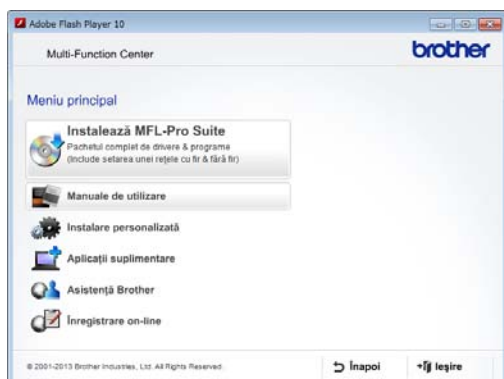 Adobe Flash Player 10
Multi-Function Center
brother
Meniu principal
Instalează MFL-Pro Suite
Pachetul complet de drivere & programe
(Include setarea unei rețele cu fir & fără fir)
Manuale de utilizare
Instalare personalizată
Aplicații suplimentare
Asistență Brother
Înregistrare on-line
© 2001-2013 Brother Industries, Ltd. All Rights Reserved.
Înapoi
Ieşire